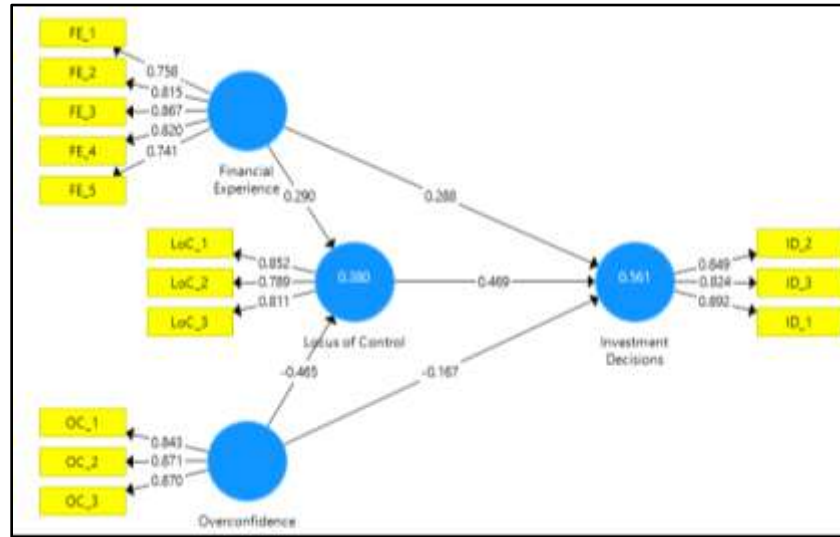 FE_1
FE_2
FE_3
FE_4
FE_5
0.758
0.815
0.867
0.820
0.741
Financial
Experience
0.290
0.288
LoC_1
LoC_2
LoC_3
0.852
0.789
0.811
0.380
Locus of Control
0.469
0.561
Investment
Decisions
0.849
0.824
0.892
ID_2
ID_3
ID_1
-0.465
-0.167
OC_1
OC_2
OC_3
0.843
0.871
0.870
Overconfidence